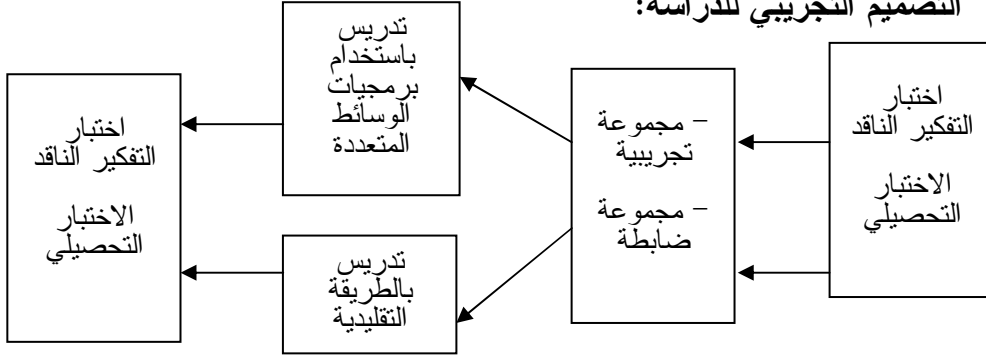 التصميم التجريبي للدراسة:
اختبار
التفكير الناقد
الاختبار
التحصيلي
– مجموعة
تجريبية
– مجموعة
ضابطة
تدريس
باستخدام
برمجيات
الوسائط
المتعددة
تدريس
بالطريقة
التقليدية
اختبار
التفكير الناقد
الاختبار
التحصيلي